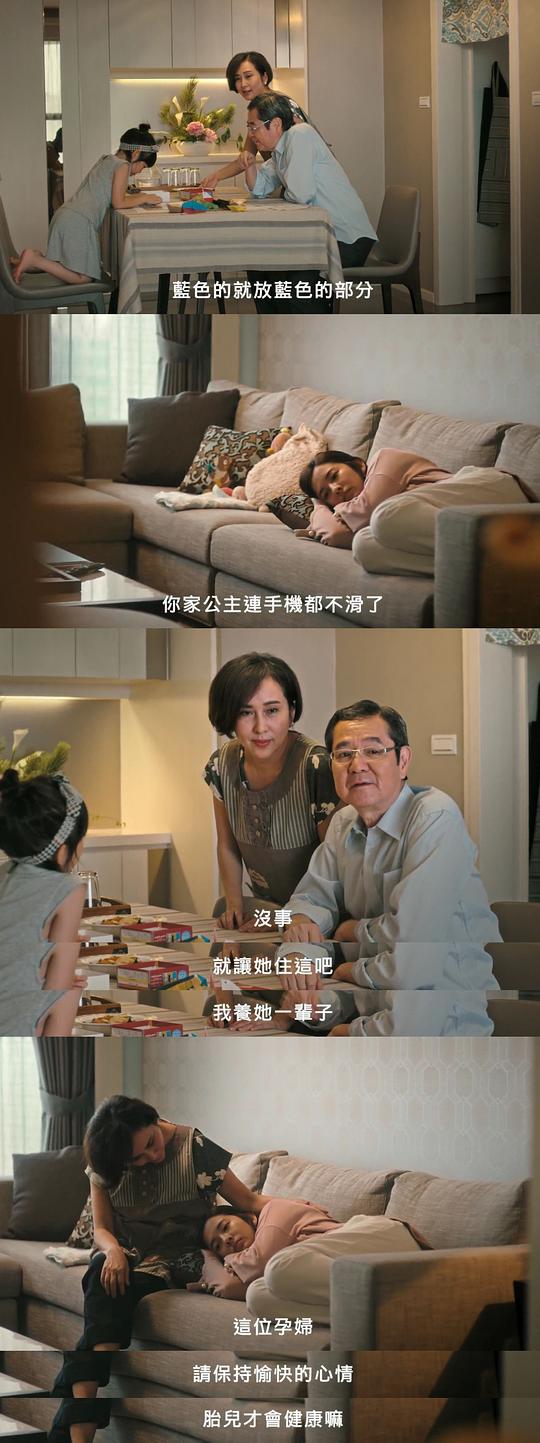 藍色的就放藍色的部分
你家公主連手機都不滑了
沒事
就讓她住這吧
我養她一輩子
這位孕婦
請保持愉快的心情
胎兒才會健康嘛